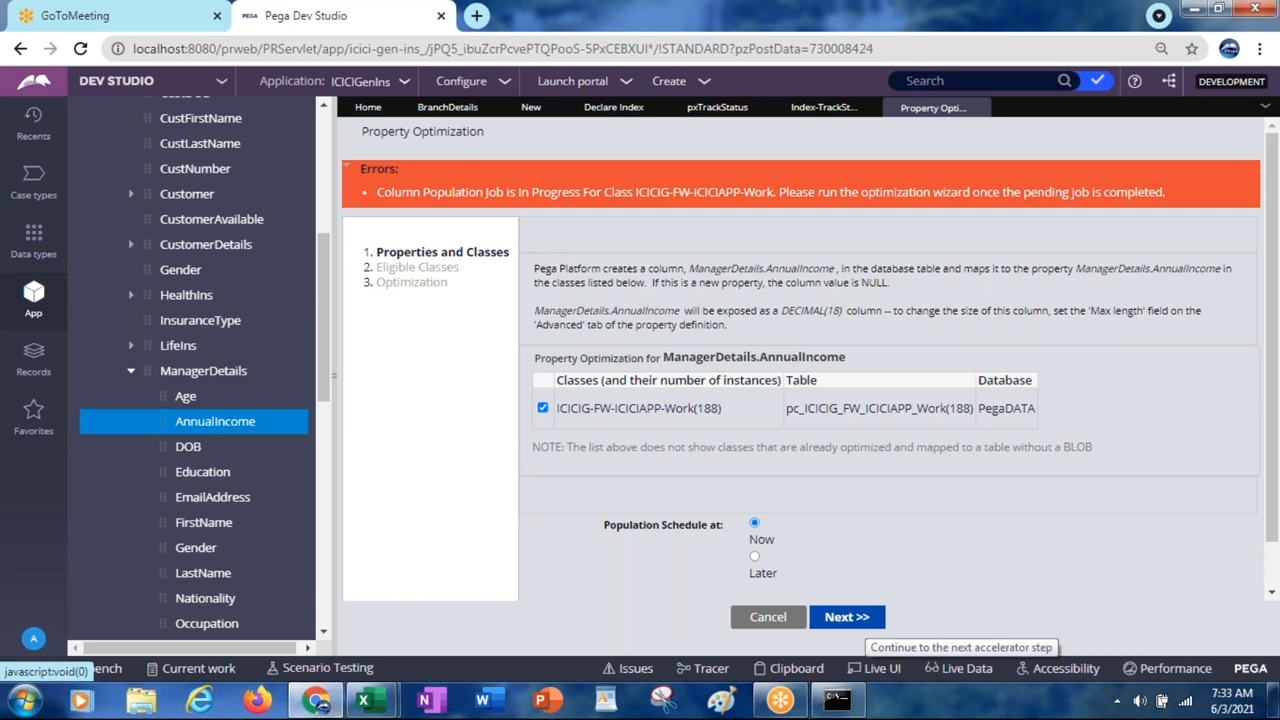 GoToMeeting
PEGA Pega Dev Studio
localhost:8080/prweb/PRServlet/app/icici-gen-ins_/jPQ5_ibuZcrPcvePTQPooS-5PxCEBXUI*/!STANDARD?pzPostData=730008424
DEV STUDIO
Application: ICICIGenIns
Configure
Launch portal
Create
Search
DEVELOPMENT
Home
BranchDetails
New
Declare Index
pxTrackStatus
Index-TrackSt...
Property Opti...
Recents
Case types
Data types
App
Records
Favorites
A
CustFirstName
CustLastName
CustNumber
Customer
CustomerAvailable
CustomerDetails
Gender
HealthIns
InsuranceType
LifeIns
ManagerDetails
Age
AnnualIncome
DOB
Education
EmailAddress
FirstName
Gender
LastName
Nationality
Occupation
Property Optimization
Errors:
• Column Population Job is In Progress For Class ICICIG-FW-ICICIAPP-Work. Please run the optimization wizard once the pending job is completed.
1. Properties and Classes
2. Eligible Classes
3. Optimization
Pega Platform creates a column, ManagerDetails.AnnualIncome, in the database table and maps it to the property ManagerDetails.AnnualIncome in
the classes listed below. If this is a new property, the column value is NULL.
ManagerDetails.AnnualIncome will be exposed as a DECIMAL(18) column -- to change the size of this column, set the 'Max length' field on the
'Advanced' tab of the property definition.
Property Optimization for ManagerDetails.AnnualIncome
Classes (and their number of instances) Table Database
ICICIG-FW-ICICIAPP-Work(188) pc_ICICIG_FW_ICICIAPP_Work(188) PegaDATA
NOTE: The list above does not show classes that are already optimized and mapped to a table without a BLOB
Population Schedule at:
Now
Later
Cancel
Next >>
Continue to the next accelerator step
javascript:void(0)
Current work
Scenario Testing
Issues
Tracer
Clipboard
Live UI
Live Data
Accessibility
Performance
PEGA
7:33 AM
6/3/2021